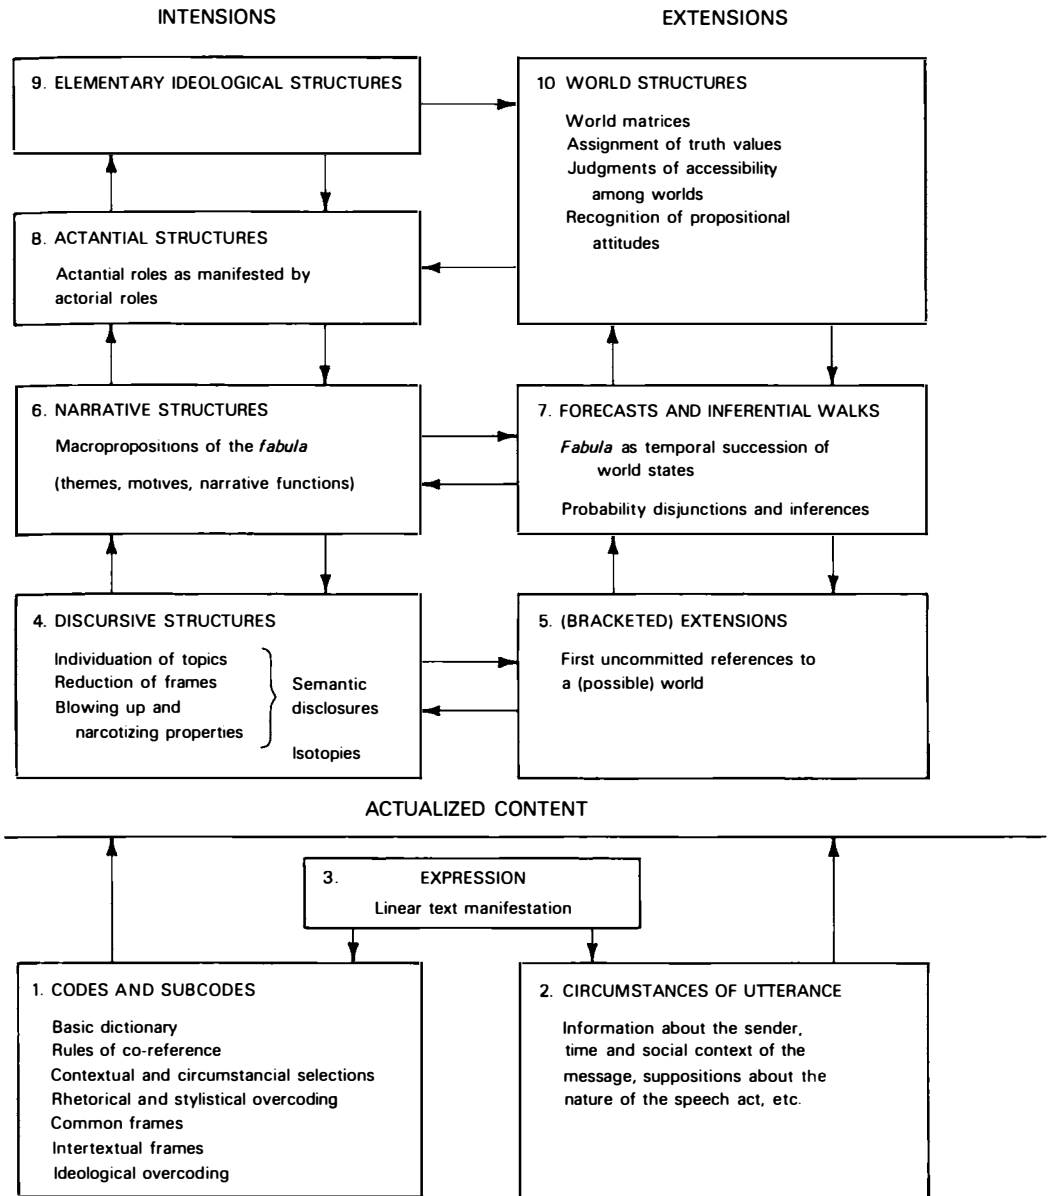 INTENSIONS
EXTENSIONS
9. ELEMENTARY IDEOLOGICAL STRUCTURES
10 WORLD STRUCTURES
World matrices
Assignment of truth values
Judgments of accessibility
among worlds
Recognition of propositional
attitudes
8. ACTANTIAL STRUCTURES
Actantial roles as manifested by
actorial roles
6. NARRATIVE STRUCTURES
Macropropositions of the fabula
(themes, motives, narrative functions)
7. FORECASTS AND INFERENTIAL WALKS
Fabula as temporal succession of
world states
Probability disjunctions and inferences
4. DISCURSIVE STRUCTURES
Individuation of topics
Reduction of frames
Blowing up and
narcotizing properties
Semantic
disclosures
Isotopies
5. (BRACKETED) EXTENSIONS
First uncommitted references to
a (possible) world
ACTUALIZED CONTENT
3. EXPRESSION
Linear text manifestation
1. CODES AND SUBCODES
Basic dictionary
Rules of co-reference
Contextual and circumstancial selections
Rhetorical and stylistical overcoding
Common frames
Intertextual frames
Ideological overcoding
2. CIRCUMSTANCES OF UTTERANCE
Information about the sender,
time and social context of the
message, suppositions about the
nature of the speech act, etc.